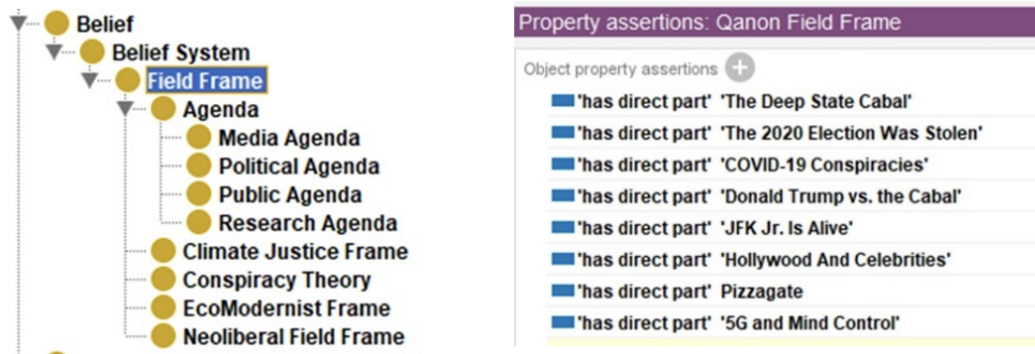 Belief
Belief System
Field Frame
Agenda
Media Agenda
Political Agenda
Public Agenda
Research Agenda
Climate Justice Frame
Conspiracy Theory
EcoModernist Frame
Neoliberal Field Frame
Property assertions: Qanon Field Frame
Object property assertions
'has direct part' 'The Deep State Cabal'
'has direct part' 'The 2020 Election Was Stolen'
'has direct part' 'COVID-19 Conspiracies'
'has direct part' 'Donald Trump vs. the Cabal'
'has direct part' 'JFK Jr. Is Alive'
'has direct part' 'Hollywood And Celebrities'
'has direct part' Pizzagate
'has direct part' '5G and Mind Control'